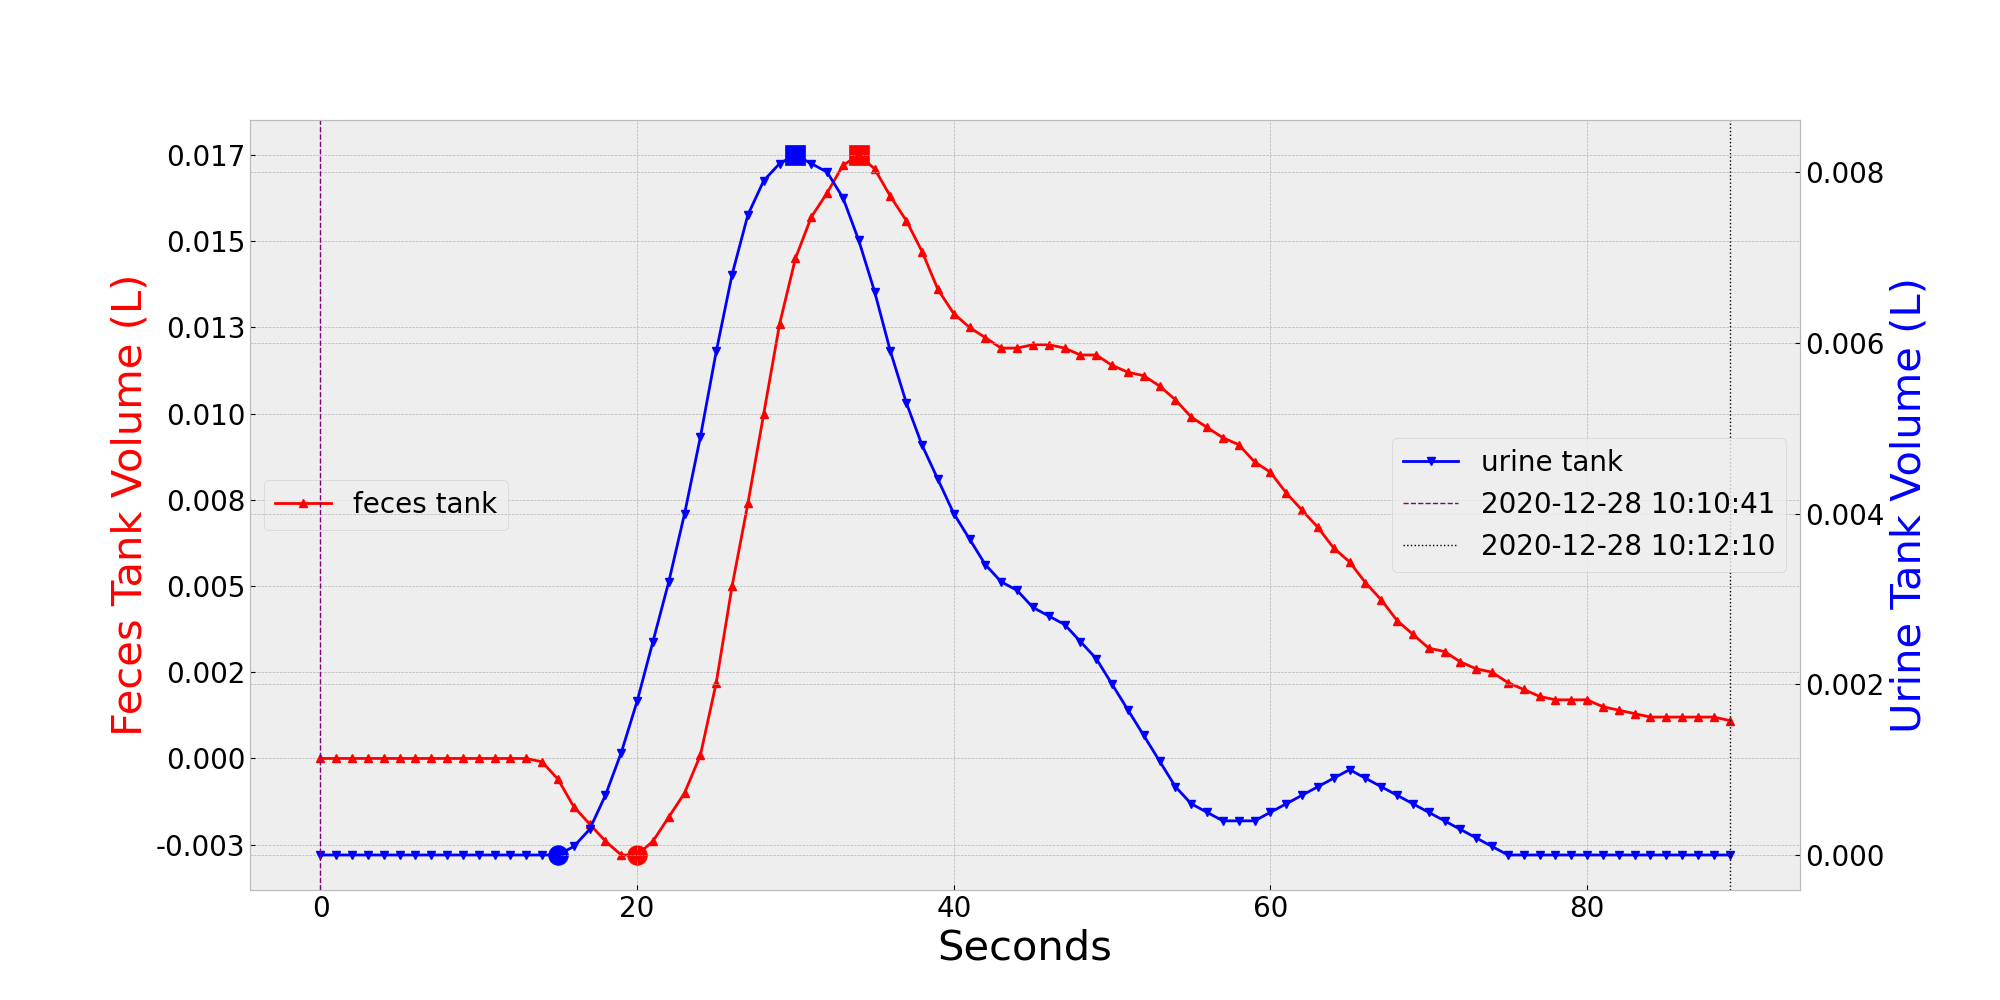 0.017
0.015
0.013
0.010
0.008
0.005
0.002
0.000
-0.003
Feces Tank Volume (L)
feces tank
0.008
0.006
0.004
0.002
0.000
Urine Tank Volume (L)
urine tank
2020-12-28 10:10:41
2020-12-28 10:12:10
0 20 40 60 80
Seconds